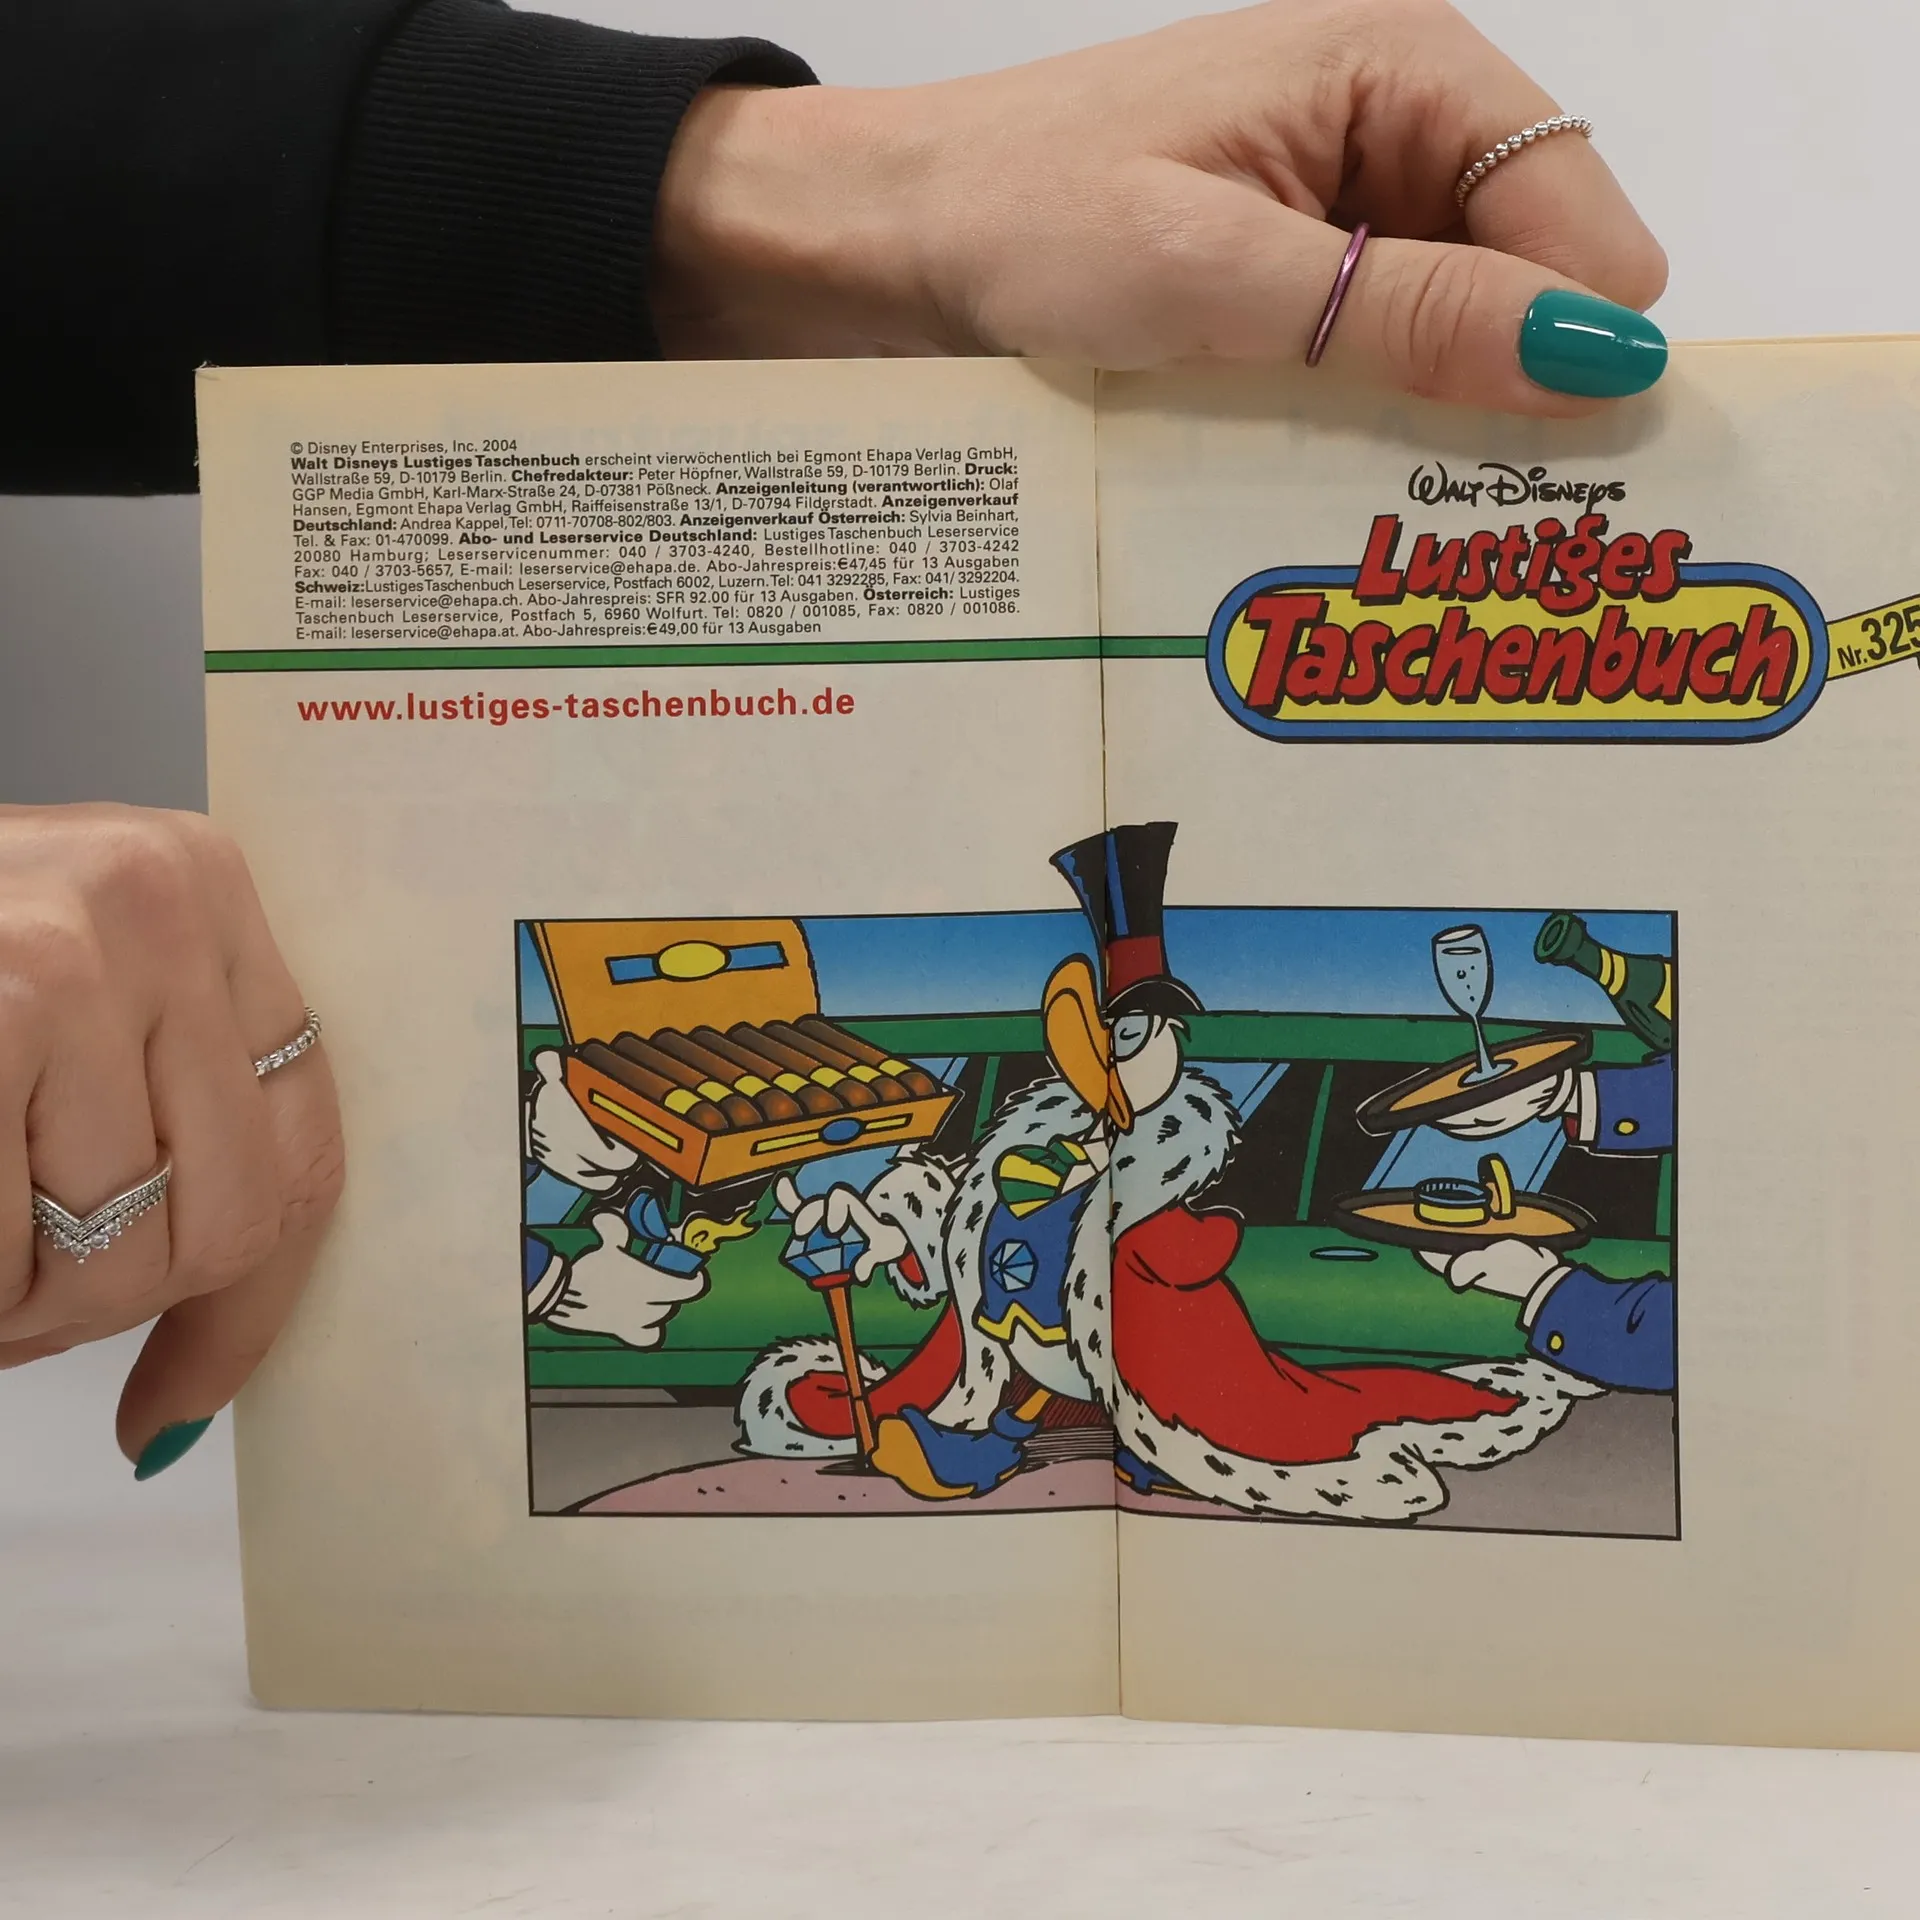 © Disney Enterprises, Inc. 2004
Walt Disneys Lustiges Taschenbuch erscheint vierwöchentlich bei Egmont Ehapa Verlag GmbH,
Wallstraße 59, D-10179 Berlin. Chefredakteur: Peter Höpfner, Wallstraße 59, D-10179 Berlin. Druck:
GGP Media GmbH, Karl-Marx-Straße 24, D-07381 Pößneck. Anzeigenleitung (verantwortlich): Olaf
Hansen, Egmont Ehapa Verlag GmbH, Raiffeisenstraße 13/1, D-70794 Filderstadt. Anzeigenverkauf
Deutschland: Andrea Kappel, Tel: 0711-70708-802/803. Anzeigenverkauf Österreich: Sylvia Beinhart,
Tel. & Fax: 01-470099. Abo- und Leserservice Deutschland: Lustiges Taschenbuch Leserservice
20080 Hamburg; Leserservicenummer: 040 / 3703-4240, Bestellhotline: 040 / 3703-4242
Fax: 040 / 3703-5657, E-mail: leserservice@ehapa.de. Abo-Jahrespreis:€47,45 für 13 Ausgaben
Schweiz:Lustiges Taschenbuch Leserservice, Postfach 6002, Luzern. Tel: 041 3292285, Fax: 041/ 3292204.
E-mail: leserservice@ehapa.ch. Abo-Jahrespreis: SFR 92.00 für 13 Ausgaben. Österreich: Lustiges
Taschenbuch Leserservice, Postfach 5, 6960 Wolfurt. Tel: 0820 / 001085, Fax: 0820 / 001086.
E-mail: leserservice@ehapa.at. Abo-Jahrespreis:€49,00 für 13 Ausgaben
www.lustiges-taschenbuch.de
Walt Disneys
Lustiges
Taschenbuch
Nr.325